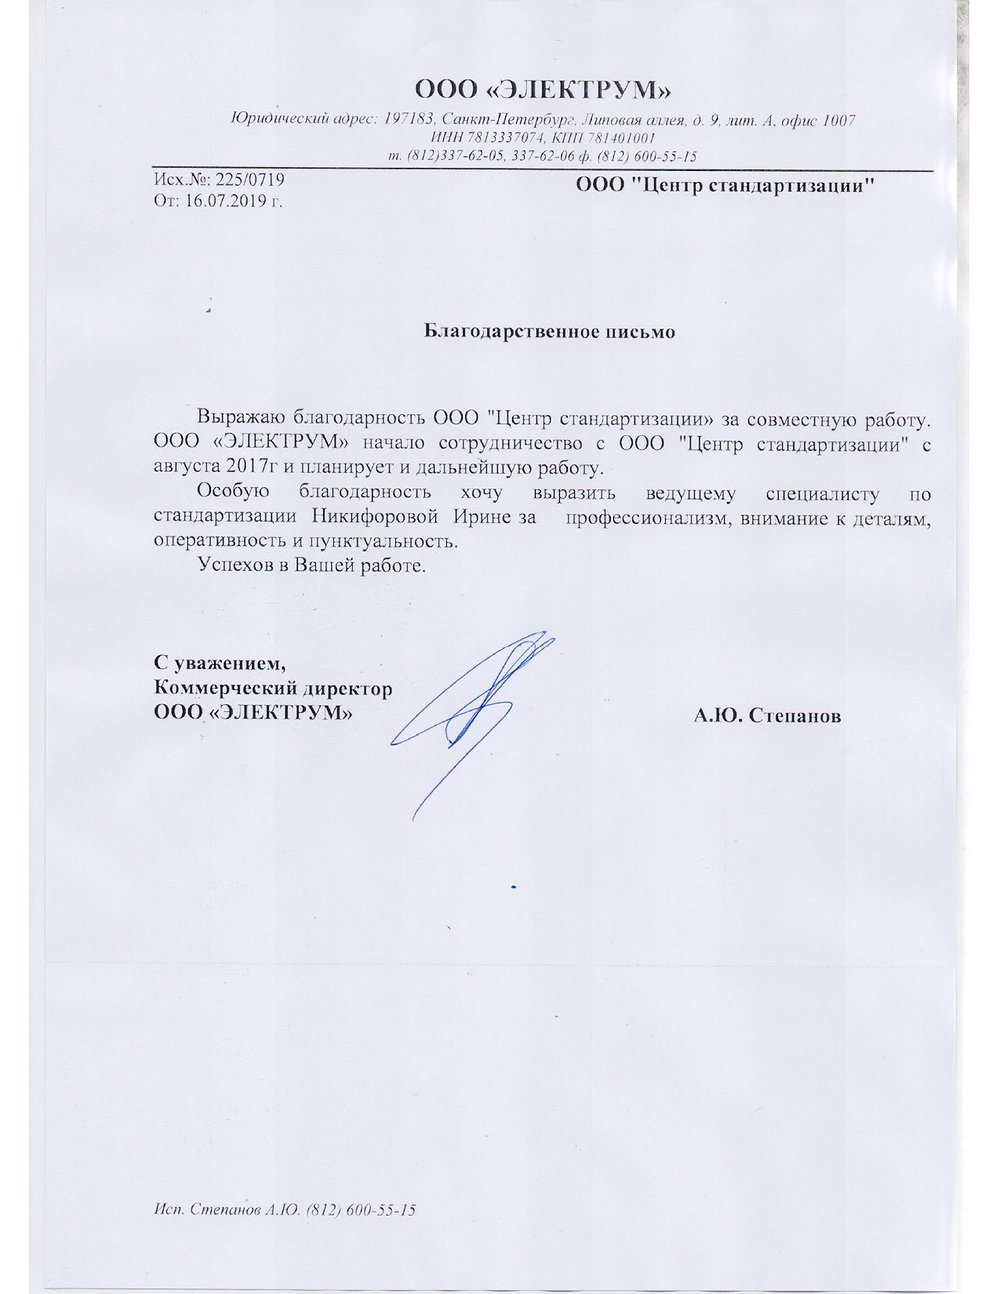 ООО «ЭЛЕКТРУМ»
Юридический адрес: 197183, Санкт-Петербург, Липовая аллея, д. 9, лит. А, офис 1007
ИНН 7813337074, КПП 781401001
т. (812)337-62-05, 337-62-06 ф. (812) 600-55-15
Исх.№: 225/0719
ООО "Центр стандартизации"
От: 16.07.2019 г.
Благодарственное письмо
Выражаю благодарность ООО "Центр стандартизации» за совместную работу.
ООО «ЭЛЕКТРУМ» начало сотрудничество с ООО "Центр стандартизации" с
августа 2017г и планирует и дальнейшую работу.
Особую благодарность хочу выразить ведущему специалисту по
стандартизации Никифоровой Ирине за профессионализм, внимание к деталям,
оперативность и пунктуальность.
Успехов в Вашей работе.
С уважением,
Коммерческий директор
ООО «ЭЛЕКТРУМ»
А.Ю. Степанов
Исп. Степанов А.Ю. (812) 600-55-15